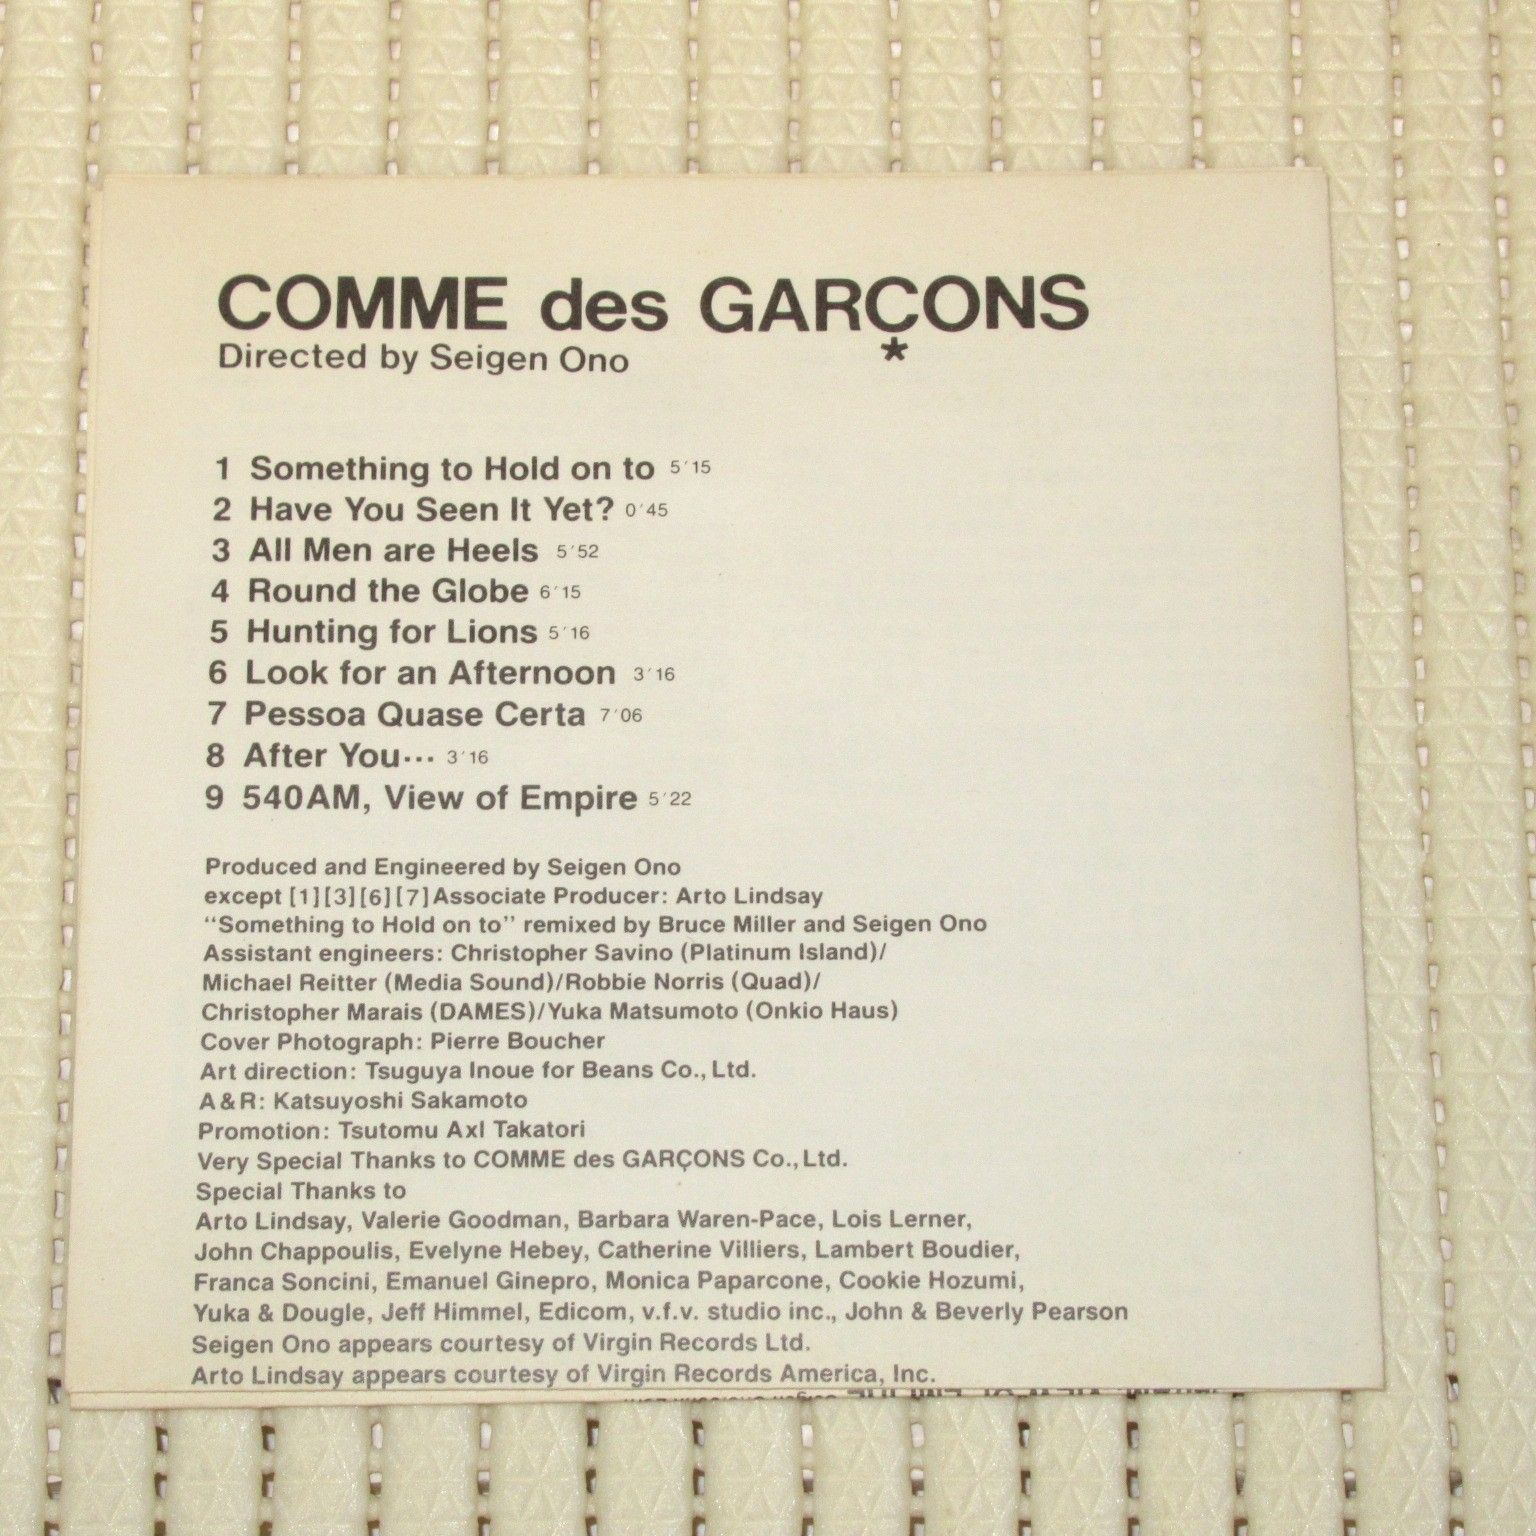 COMME des GARÇONS
*
Directed by Seigen Ono
1 Something to Hold on to 5′15
2 Have You Seen It Yet? 0′45
3 All Men are Heels 5′52
4 Round the Globe 6′15
5 Hunting for Lions 5′16
6 Look for an Afternoon 3′16
7 Pessoa Quase Certa 7′06
8 After You··· 3′16
9 540AM, View of Empire 5′22
Produced and Engineered by Seigen Ono
except [1][3][6][7]Associate Producer: Arto Lindsay
“Something to Hold on to” remixed by Bruce Miller and Seigen Ono
Assistant engineers: Christopher Savino (Platinum Island)/
Michael Reitter (Media Sound)/Robbie Norris (Quad)/
Christopher Marais (DAMES)/Yuka Matsumoto (Onkio Haus)
Cover Photograph: Pierre Boucher
Art direction: Tsuguya Inoue for Beans Co., Ltd.
A&R: Katsuyoshi Sakamoto
Promotion: Tsutomu Axl Takatori
Very Special Thanks to COMME des GARÇONS Co., Ltd.
Special Thanks to
Arto Lindsay, Valerie Goodman, Barbara Waren-Pace, Lois Lerner,
John Chappoulis, Evelyne Hebey, Catherine Villiers, Lambert Boudier,
Franca Soncini, Emanuel Ginepro, Monica Paparcone, Cookie Hozumi,
Yuka & Dougle, Jeff Himmel, Edicom, v.f.v. studio inc., John & Beverly Pearson
Seigen Ono appears courtesy of Virgin Records Ltd.
Arto Lindsay appears courtesy of Virgin Records America, Inc.